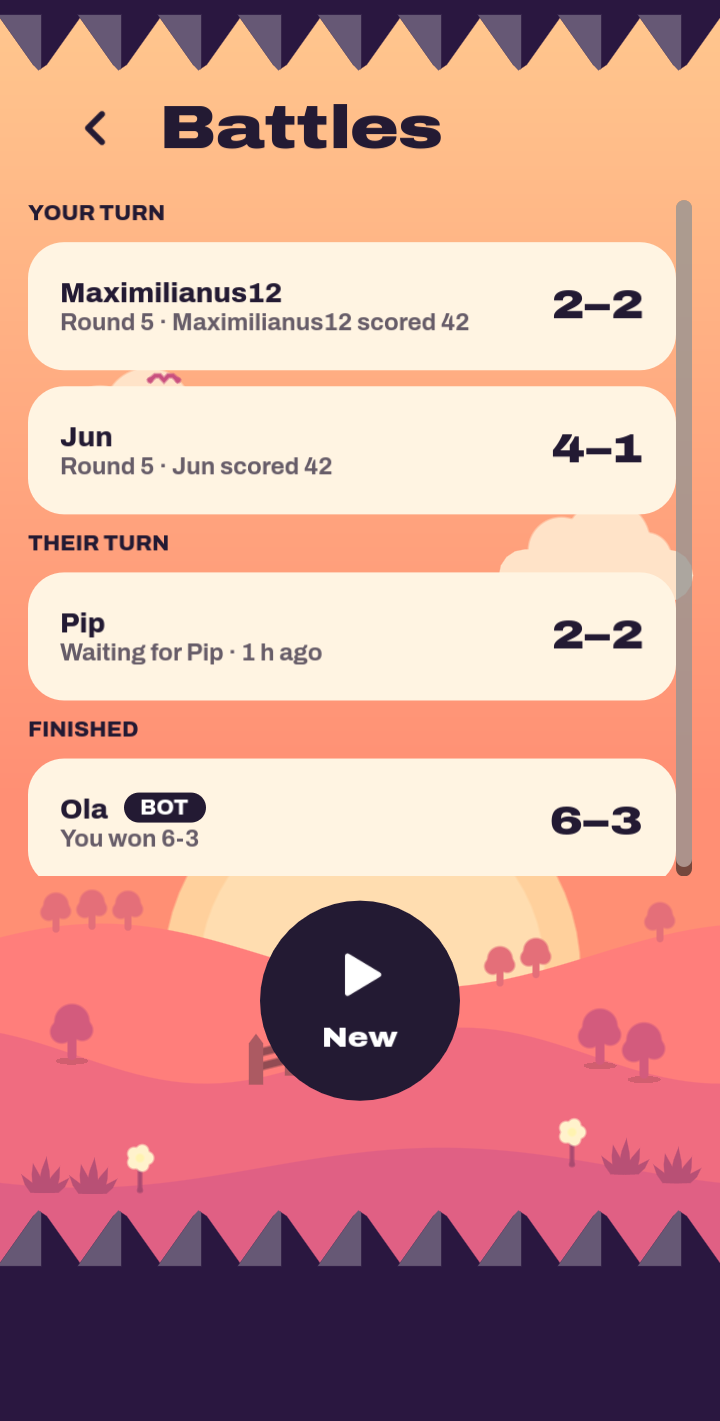 Battles
YOUR TURN
Maximilianus12
Round 5 · Maximilianus12 scored 42
2–2
Jun
Round 5 · Jun scored 42
4–1
THEIR TURN
Pip
Waiting for Pip · 1 h ago
2–2
FINISHED
Ola BOT
You won 6-3
6–3
New